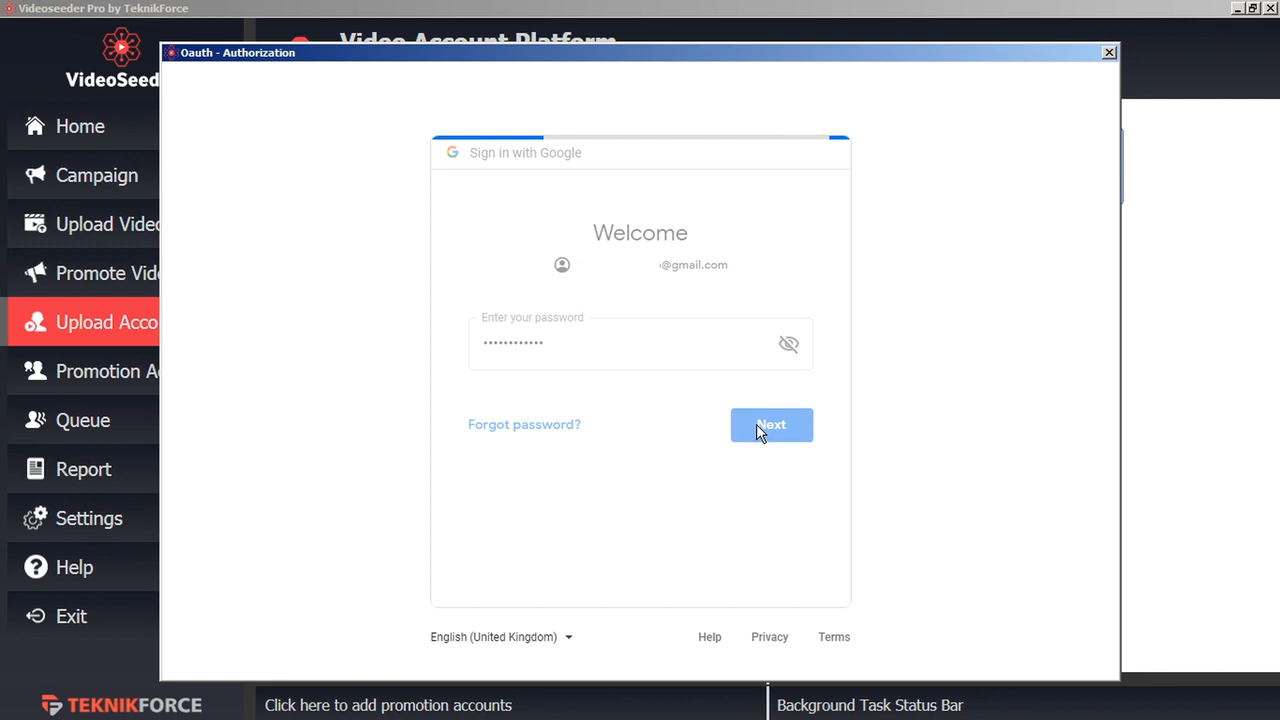 Videoseeder Pro by TeknikForce
Video Account Platform
Oauth - Authorization
VideoSeed
Home
Campaign
Upload Video
Promote Vid
Upload Acco
Promotion A
Queue
Report
Settings
Help
Exit
TEKNIKFORCE
Sign in with Google
Welcome
@gmail.com
Enter your password
••••••••••••
Forgot password?
Next
English (United Kingdom)
Help
Privacy
Terms
Click here to add promotion accounts
Background Task Status Bar